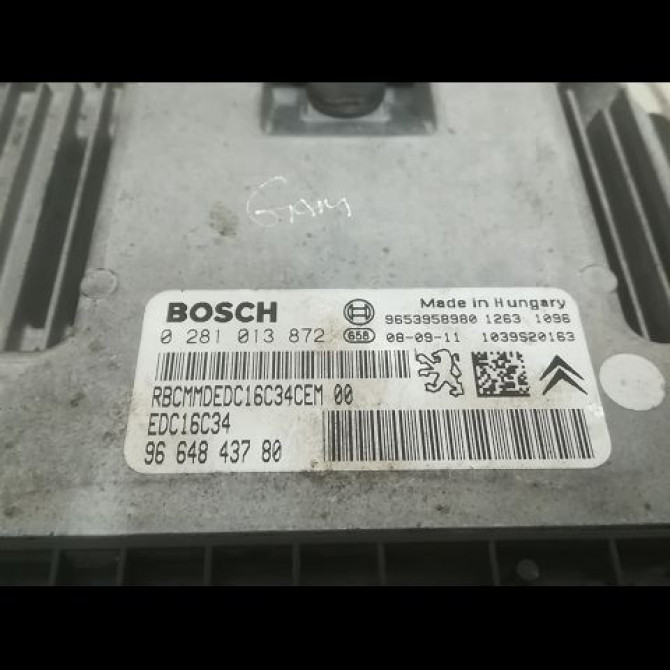 BOSCH
Made in Hungary
9653958980 1263 1096
0 281 013 872 658 08-09-11 1039S20163
RBCMMDEDC16C34CEM 00
EDC16C34
96 648 437 80